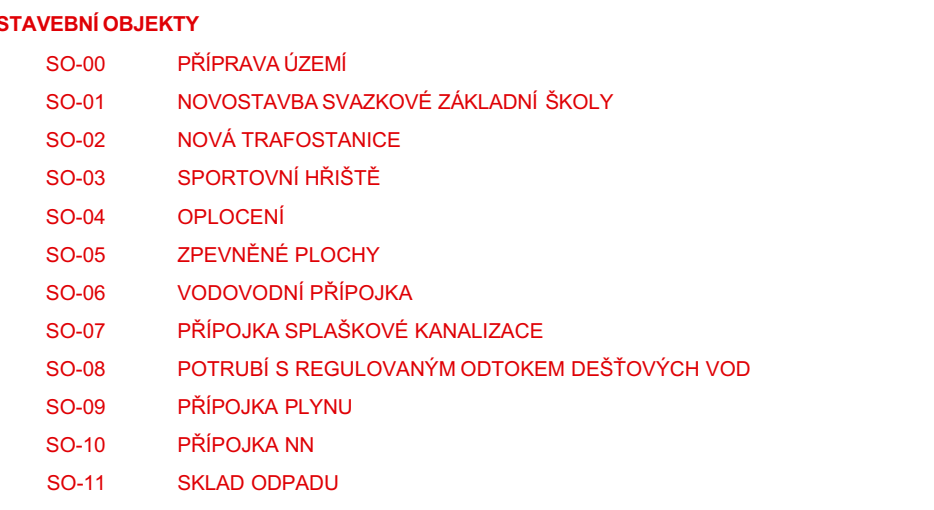 STAVEBNÍ OBJEKTY
SO-00 PŘÍPRAVA ÚZEMÍ
SO-01 NOVOSTAVBA SVAZKOVÉ ZÁKLADNÍ ŠKOLY
SO-02 NOVÁ TRAFOSTANICE
SO-03 SPORTOVNÍ HŘIŠTĚ
SO-04 OPLOCENÍ
SO-05 ZPEVNĚNÉ PLOCHY
SO-06 VODOVODNÍ PŘÍPOJKA
SO-07 PŘÍPOJKA SPLAŠKOVÉ KANALIZACE
SO-08 POTRUBÍ S REGULOVANÝM ODTOKEM DEŠŤOVÝCH VOD
SO-09 PŘÍPOJKA PLYNU
SO-10 PŘÍPOJKA NN
SO-11 SKLAD ODPADU